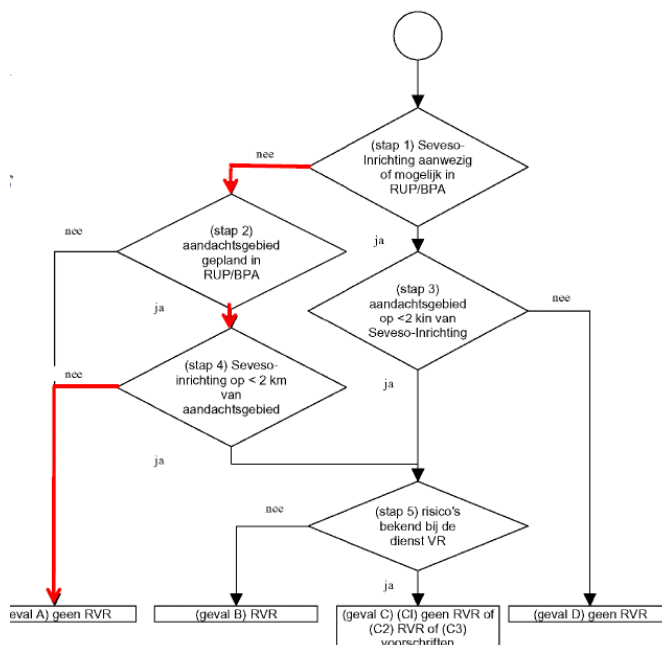 nee
(stap 1) Seveso-
Inrichting aanwezig
of mogelijk in
RUP/BPA
nee
(stap 2)
aandachtsgebied
gepland in
RUP/BPA
ja
(stap 3)
aandachtsgebied
op <2 kin van
Seveso-Inrichting
nee
ja
nee
(stap 4) Seveso-
inrichting op < 2 km
van
aandachtsgebied
ja
ja
nee
(stap 5) risico's
bekend bij de
dienst VR
ja
geval A) geen RVR
(geval B) RVR
(geval C) (Cl) geen RVR of
(C2) RVR of (C3)
voorschriften
(geval D) geen RVR